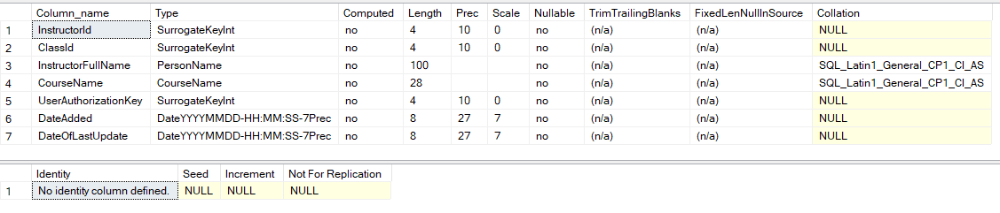 Column_name Type Computed Length Prec Scale Nullable TrimTrailingBlanks FixedLenNullInSource Collation
1 InstructorId SurrogateKeyInt no 4 10 0 no (n/a) (n/a) NULL
2 ClassId SurrogateKeyInt no 4 10 0 no (n/a) (n/a) NULL
3 InstructorFullName PersonName no 100 no (n/a) (n/a) SQL_Latin1_General_CP1_CI_AS
4 CourseName CourseName no 28 no (n/a) (n/a) SQL_Latin1_General_CP1_CI_AS
5 UserAuthorizationKey SurrogateKeyInt no 4 10 0 no (n/a) (n/a) NULL
6 DateAdded DateYYYYMMDD-HH:MM:SS-7Prec no 8 27 7 no (n/a) (n/a) NULL
7 DateOfLastUpdate DateYYYYMMDD-HH:MM:SS-7Prec no 8 27 7 no (n/a) (n/a) NULL
Identity Seed Increment Not For Replication
1 No identity column defined. NULL NULL NULL